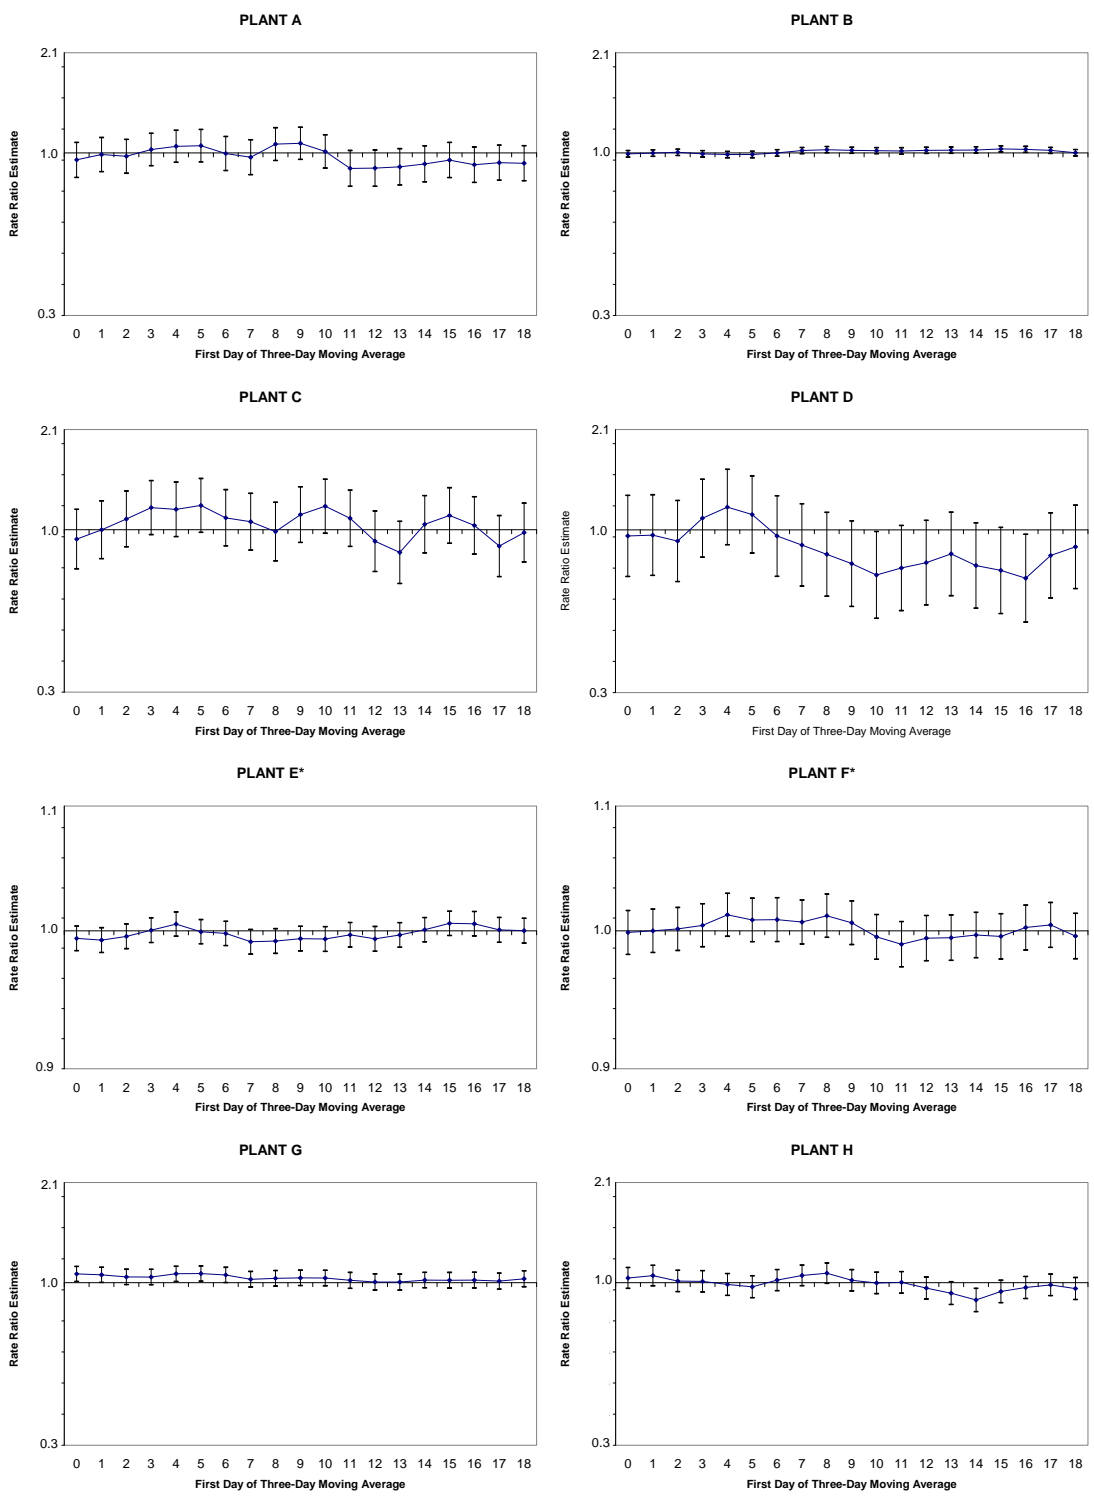 PLANT A
2.1
1.0
0.3
Rate Ratio Estimate
0 1 2 3 4 5 6 7 8 9 10 11 12 13 14 15 16 17 18
First Day of Three-Day Moving Average
PLANT B
2.1
1.0
0.3
Rate Ratio Estimate
0 1 2 3 4 5 6 7 8 9 10 11 12 13 14 15 16 17 18
First Day of Three-Day Moving Average
PLANT C
2.1
1.0
0.3
Rate Ratio Estimate
0 1 2 3 4 5 6 7 8 9 10 11 12 13 14 15 16 17 18
First Day of Three-Day Moving Average
PLANT D
2.1
1.0
0.3
Rate Ratio Estimate
0 1 2 3 4 5 6 7 8 9 10 11 12 13 14 15 16 17 18
First Day of Three-Day Moving Average
PLANT E*
1.1
1.0
0.9
Rate Ratio Estimate
0 1 2 3 4 5 6 7 8 9 10 11 12 13 14 15 16 17 18
First Day of Three-Day Moving Average
PLANT F*
1.1
1.0
0.9
Rate Ratio Estimate
0 1 2 3 4 5 6 7 8 9 10 11 12 13 14 15 16 17 18
First Day of Three-Day Moving Average
PLANT G
2.1
1.0
0.3
Rate Ratio Estimate
0 1 2 3 4 5 6 7 8 9 10 11 12 13 14 15 16 17 18
First Day of Three-Day Moving Average
PLANT H
2.1
1.0
0.3
Rate Ratio Estimate
0 1 2 3 4 5 6 7 8 9 10 11 12 13 14 15 16 17 18
First Day of Three-Day Moving Average